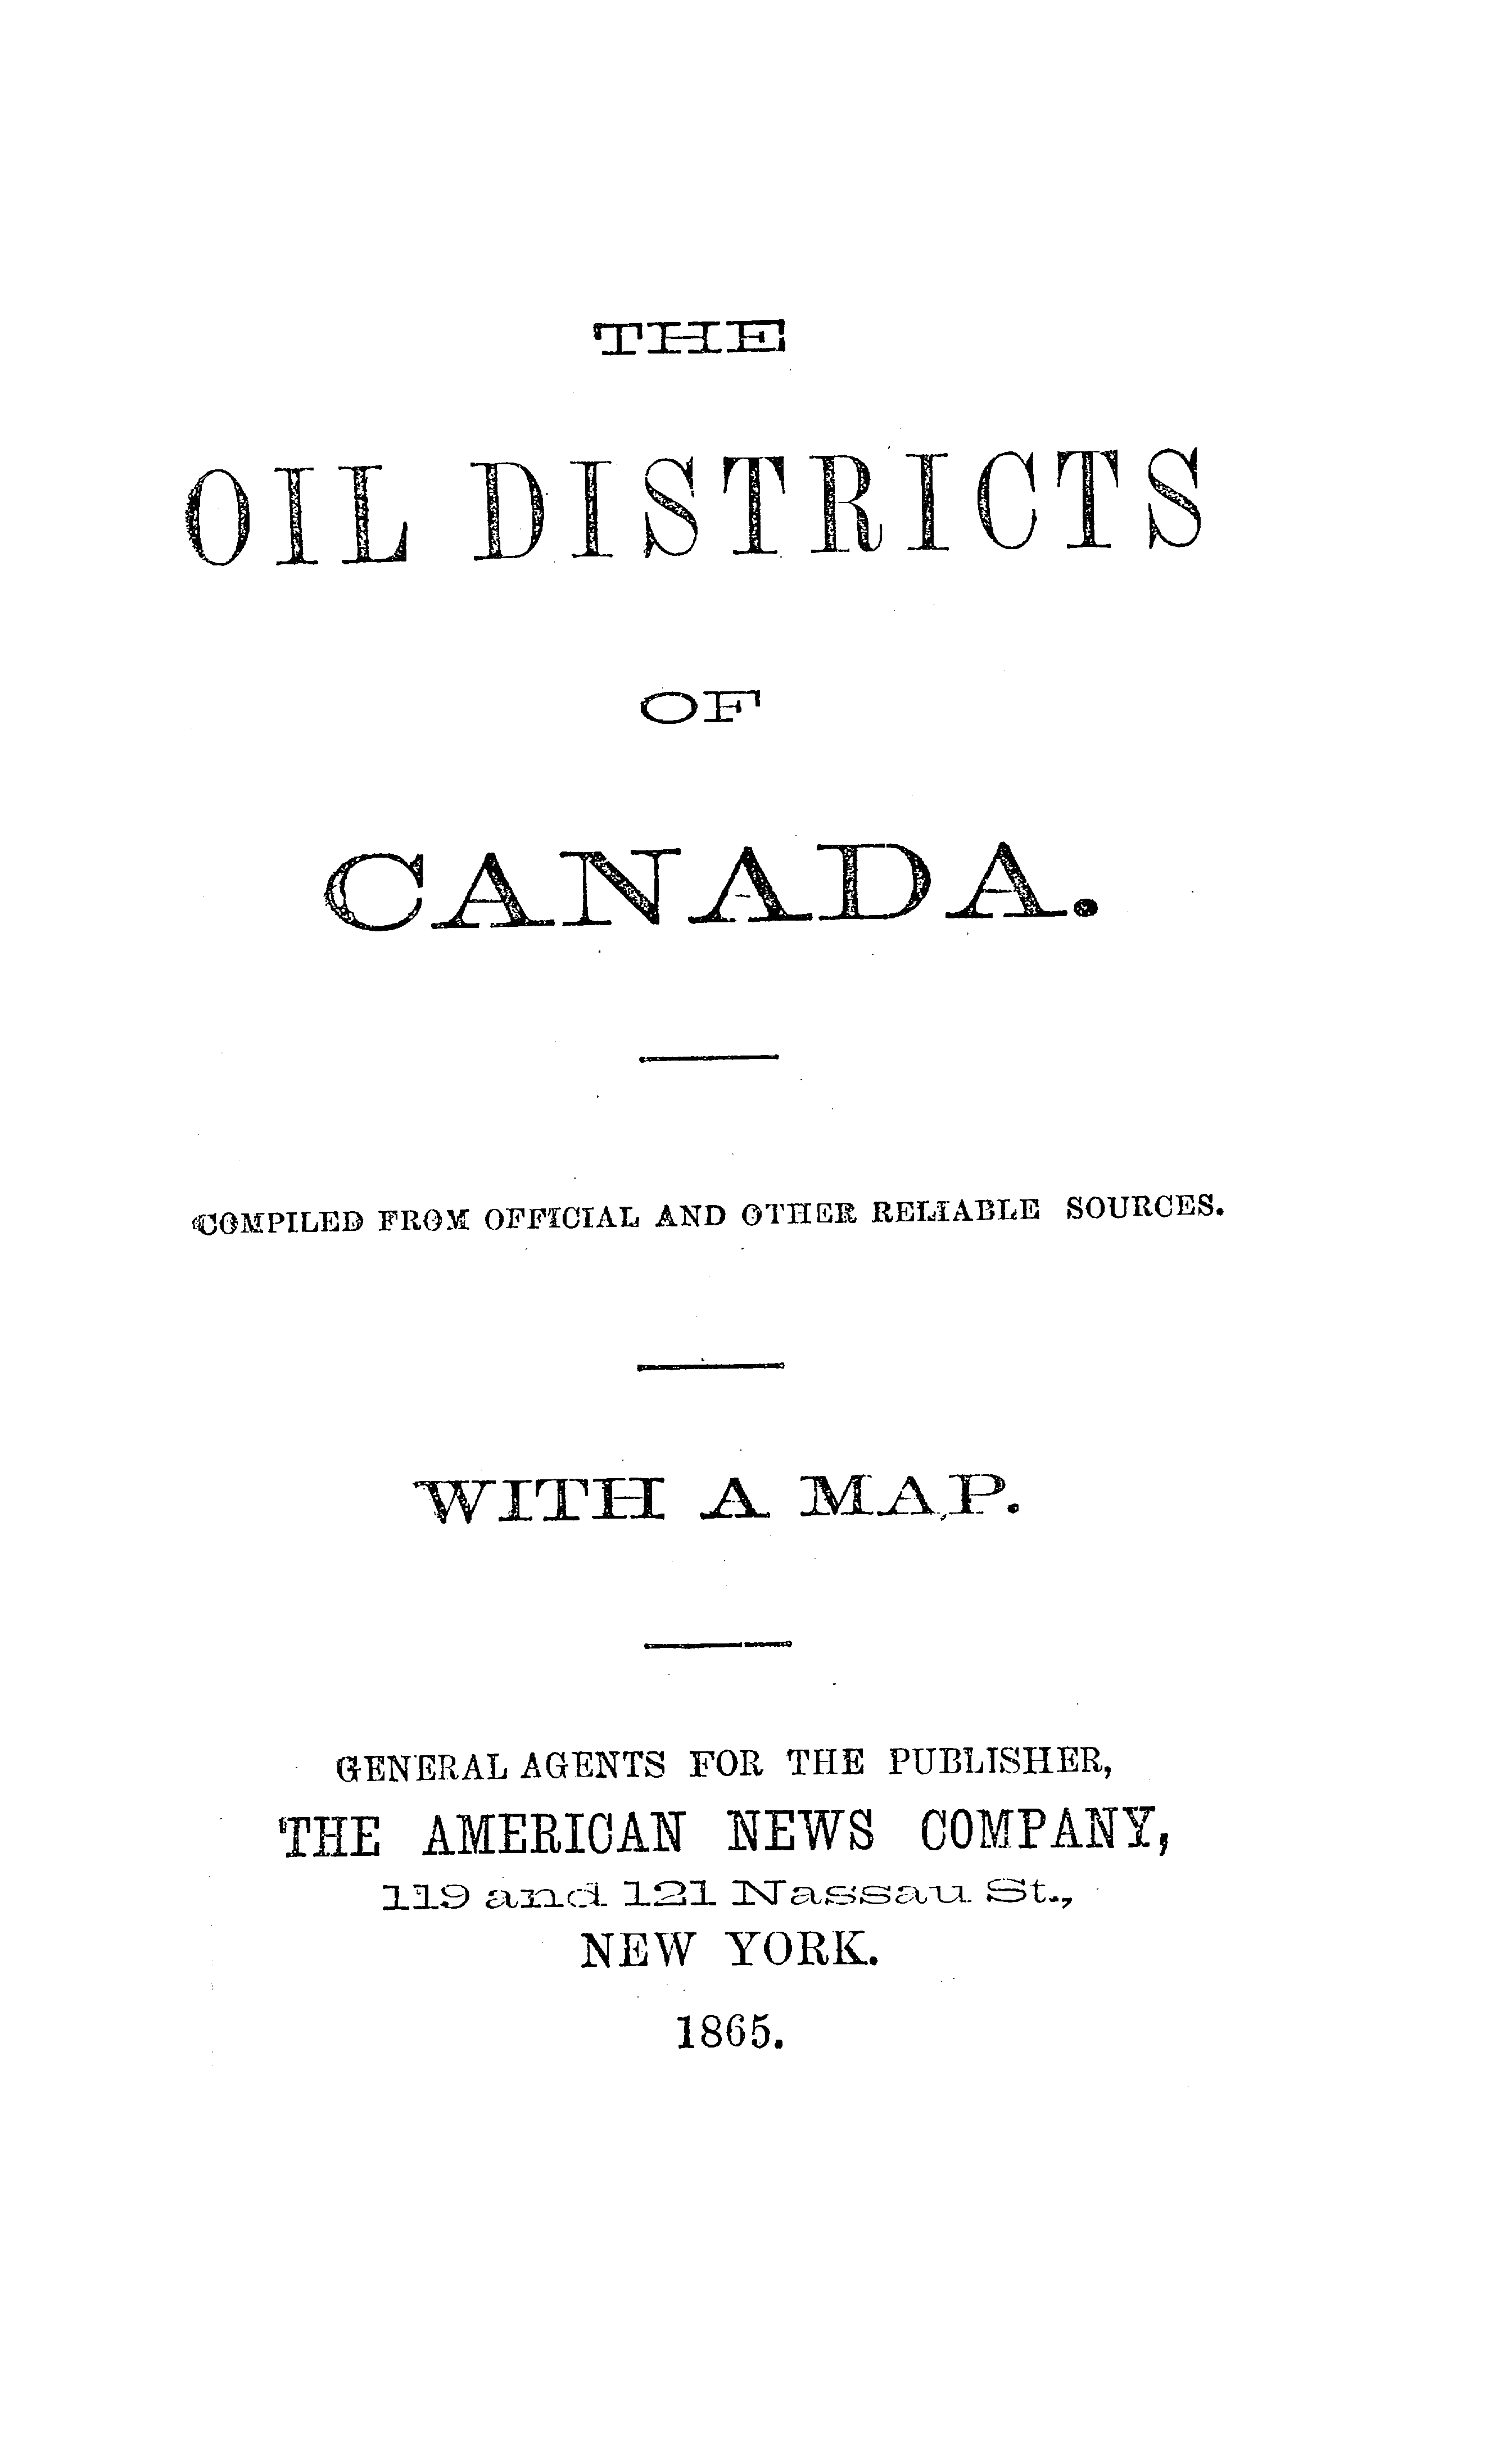 THE
OIL DISTRICTS
OF
CANADA.
COMPILED FROM OFFICIAL AND OTHER RELIABLE SOURCES.
WITH A MAP.
GENERAL AGENTS FOR THE PUBLISHER,
THE AMERICAN NEWS COMPANY,
119 and 121 Nassau St.,
NEW YORK.
1865.